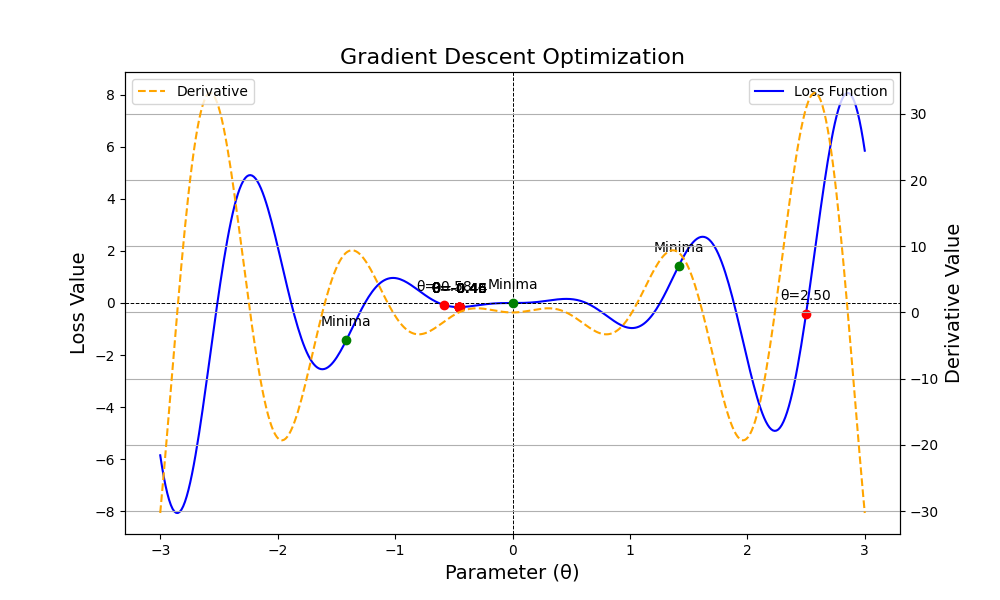 Gradient Descent Optimization
Derivative
Loss Function
Loss Value
8
6
4
2
0
−2
−4
−6
−8
30
20
10
0
−10
−20
−30
Derivative Value
Minima
Minima
Minima
θ=2.50
−3
−2
−1
0
1
2
3
Parameter (θ)